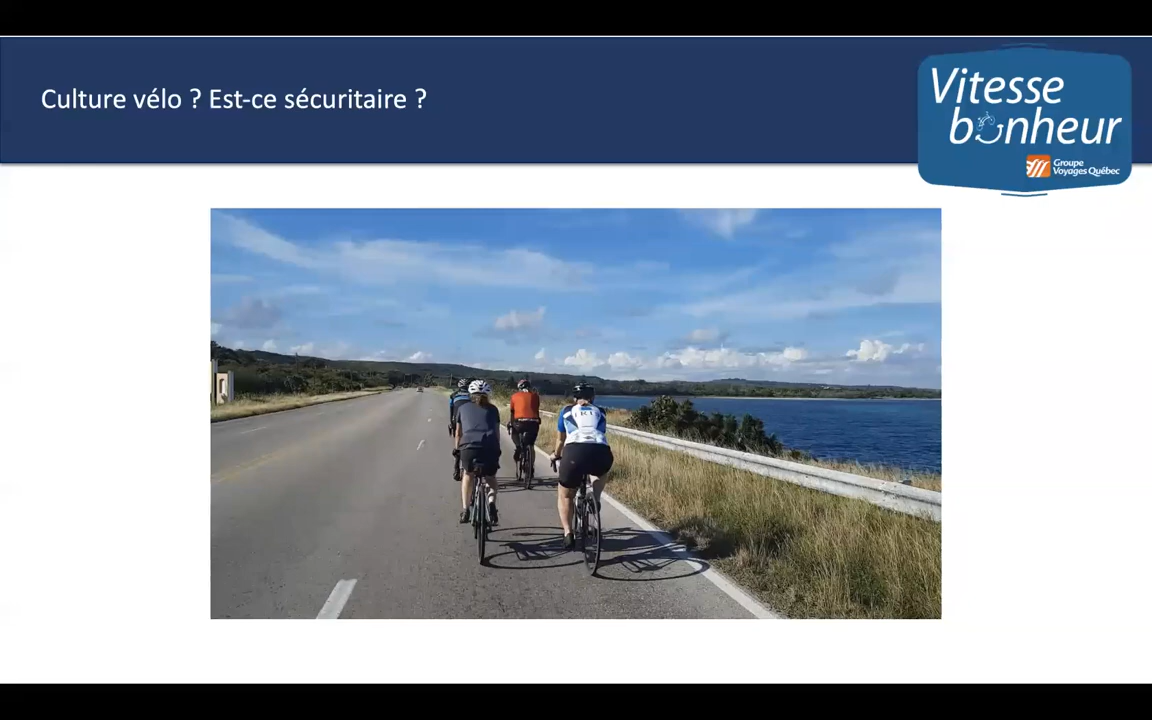 Culture vélo ? Est-ce sécuritaire ?
Vitesse
bonheur
Groupe
Voyages Québec